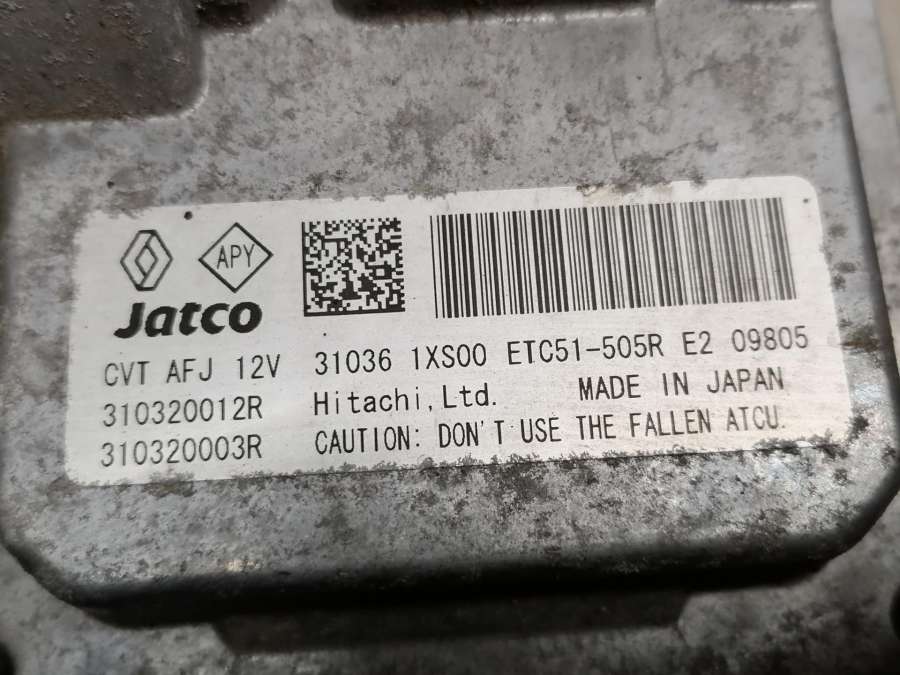 APY
Jatco
CVT AFJ 12V 31036 1XS00 ETC51-505R E2 09805
310320012R Hitachi,Ltd. MADE IN JAPAN
310320003R CAUTION: DON'T USE THE FALLEN ATCU.